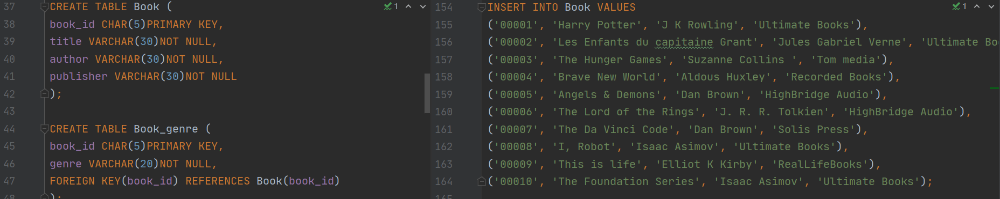 37 CREATE TABLE Book (
38 book_id CHAR(5)PRIMARY KEY,
39 title VARCHAR(30)NOT NULL,
40 author VARCHAR(30)NOT NULL,
41 publisher VARCHAR(30)NOT NULL
42 );
43
44 CREATE TABLE Book_genre (
45 book_id CHAR(5)PRIMARY KEY,
46 genre VARCHAR(20)NOT NULL,
47 FOREIGN KEY(book_id) REFERENCES Book(book_id)
48 );
1
154 INSERT INTO Book VALUES
155 ('00001', 'Harry Potter', 'J K Rowling', 'Ultimate Books'),
156 ('00002', 'Les Enfants du capitaine Grant', 'Jules Gabriel Verne', 'Ultimate Bo
157 ('00003', 'The Hunger Games', 'Suzanne Collins ', 'Tom media'),
158 ('00004', 'Brave New World', 'Aldous Huxley', 'Recorded Books'),
159 ('00005', 'Angels & Demons', 'Dan Brown', 'HighBridge Audio'),
160 ('00006', 'The Lord of the Rings', 'J. R. R. Tolkien', 'HighBridge Audio'),
161 ('00007', 'The Da Vinci Code', 'Dan Brown', 'Solis Press'),
162 ('00008', 'I, Robot', 'Isaac Asimov', 'Ultimate Books'),
163 ('00009', 'This is life', 'Elliot K Kirby', 'RealLifeBooks'),
164 ('00010', 'The Foundation Series', 'Isaac Asimov', 'Ultimate Books');
165
1